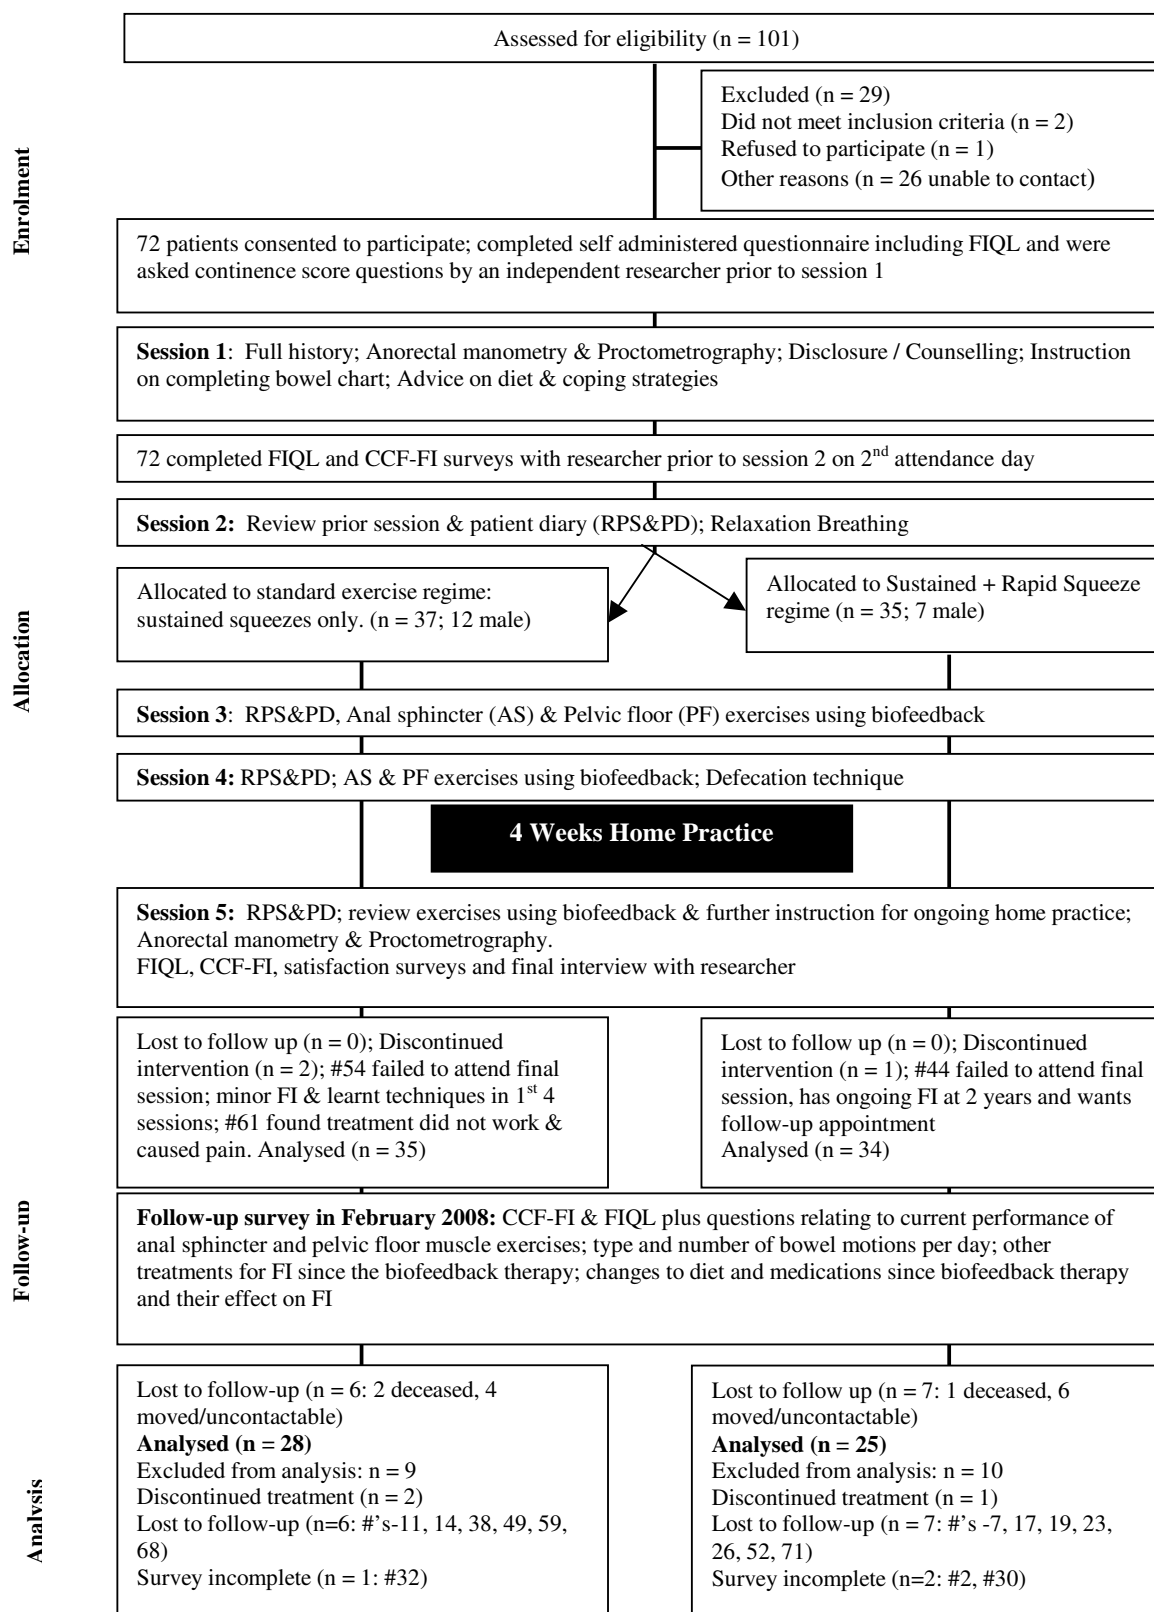 Assessed for eligibility (n = 101)
Enrolment
Excluded (n = 29)
Did not meet inclusion criteria (n = 2)
Refused to participate (n = 1)
Other reasons (n = 26 unable to contact)
72 patients consented to participate; completed self administered questionnaire including FIQL and were
asked continence score questions by an independent researcher prior to session 1
Session 1:  Full history; Anorectal manometry & Proctometrography; Disclosure / Counselling; Instruction
on completing bowel chart; Advice on diet & coping strategies
72 completed FIQL and CCF-FI surveys with researcher prior to session 2 on 2nd attendance day
Session 2:  Review prior session & patient diary (RPS&PD); Relaxation Breathing
Allocation
Allocated to standard exercise regime:
sustained squeezes only. (n = 37; 12 male)
Allocated to Sustained + Rapid Squeeze
regime (n = 35; 7 male)
Session 3:  RPS&PD, Anal sphincter (AS) & Pelvic floor (PF) exercises using biofeedback
Session 4: RPS&PD; AS & PF exercises using biofeedback; Defecation technique
4 Weeks Home Practice
Session 5:  RPS&PD; review exercises using biofeedback & further instruction for ongoing home practice;
Anorectal manometry & Proctometrography.
FIQL, CCF-FI, satisfaction surveys and final interview with researcher
Lost to follow up (n = 0); Discontinued
intervention (n = 2); #54 failed to attend final
session; minor FI & learnt techniques in 1st 4
sessions; #61 found treatment did not work &
caused pain. Analysed (n = 35)
Lost to follow up (n = 0); Discontinued
intervention (n = 1); #44 failed to attend final
session, has ongoing FI at 2 years and wants
follow-up appointment
Analysed (n = 34)
Follow-up
Follow-up survey in February 2008: CCF-FI & FIQL plus questions relating to current performance of
anal sphincter and pelvic floor muscle exercises; type and number of bowel motions per day; other
treatments for FI since the biofeedback therapy; changes to diet and medications since biofeedback therapy
and their effect on FI
Analysis
Lost to follow-up (n = 6: 2 deceased, 4
moved/uncontactable)
Analysed (n = 28)
Excluded from analysis: n = 9
Discontinued treatment (n = 2)
Lost to follow-up (n=6: #'s-11, 14, 38, 49, 59,
68)
Survey incomplete (n = 1: #32)
Lost to follow up (n = 7: 1 deceased, 6
moved/uncontactable)
Analysed (n = 25)
Excluded from analysis: n = 10
Discontinued treatment (n = 1)
Lost to follow-up (n = 7: #'s -7, 17, 19, 23,
26, 52, 71)
Survey incomplete (n=2: #2, #30)